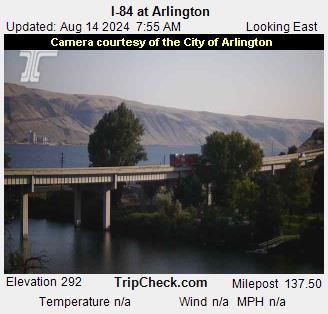 I-84 at Arlington
Updated: Aug 14 2024 7:55 AM Looking East
Camera courtesy of the City of Arlington
Elevation 292 TripCheck.com Milepost 137.50
Temperature n/a Wind n/a MPH n/a